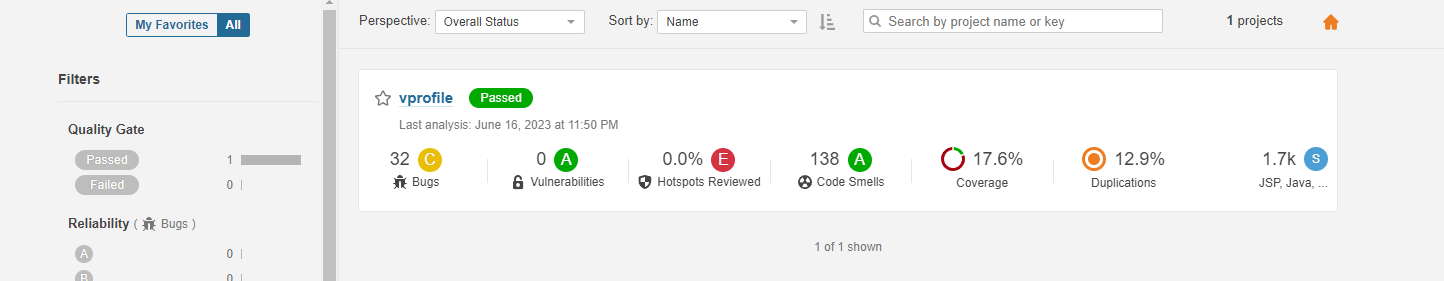 My Favorites All
Perspective: Overall Status Sort by: Name Search by project name or key 1 projects
Filters
Quality Gate
Passed 1
Failed 0
Reliability ( Bugs )
A 0
B 0
vprofile Passed
Last analysis: June 16, 2023 at 11:50 PM
32 C 0 A 0.0% E 138 A 17.6% 12.9% 1.7k S
Bugs Vulnerabilities Hotspots Reviewed Code Smells Coverage Duplications JSP, Java, ...
1 of 1 shown